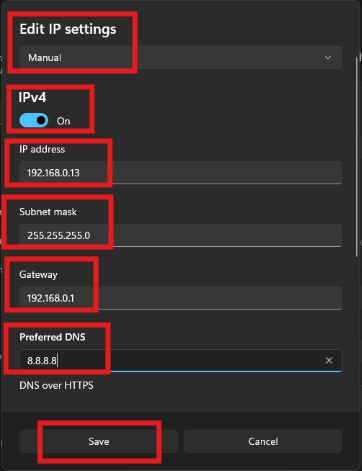 Edit IP settings
Manual
IPv4
On
IP address
192.168.0.13
Subnet mask
255.255.255.0
Gateway
192.168.0.1
Preferred DNS
8.8.8.8
DNS over HTTPS
Save Cancel